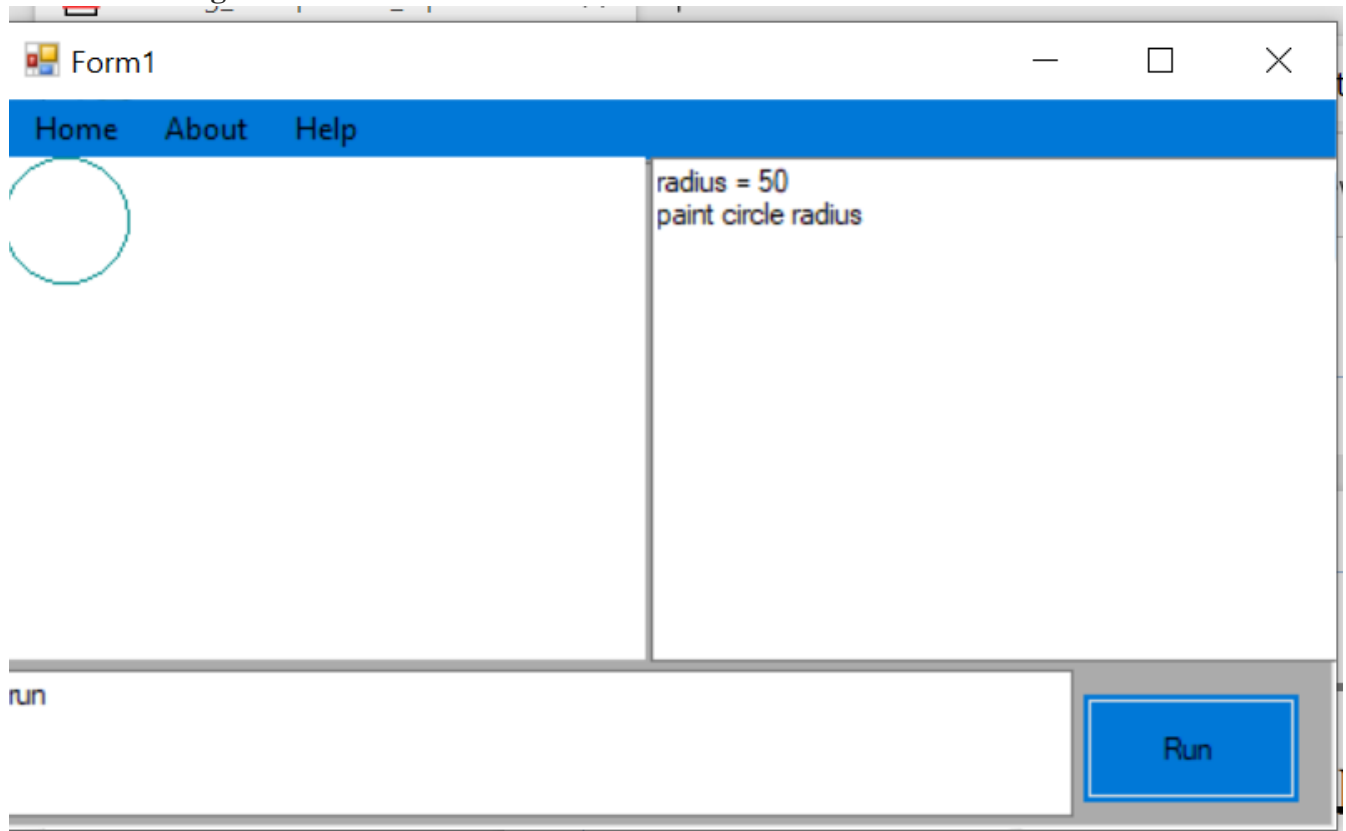 Form1
Home About Help
radius = 50
paint circle radius
run
Run